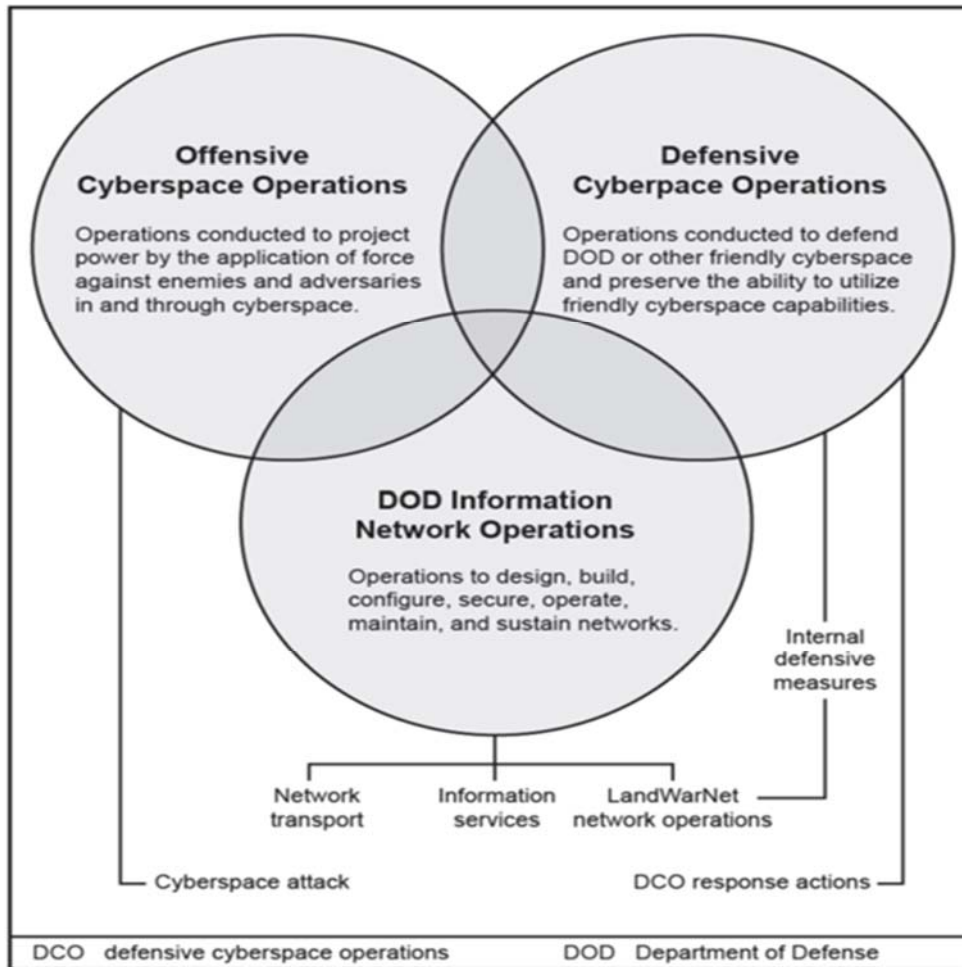 Offensive
Cyberspace Operations
Operations conducted to project
power by the application of force
against enemies and adversaries
in and through cyberspace.
Defensive
Cyberpace Operations
Operations conducted to defend
DOD or other friendly cyberspace
and preserve the ability to utilize
friendly cyberspace capabilities.
DOD Information
Network Operations
Operations to design, build,
configure, secure, operate,
maintain, and sustain networks.
Internal
defensive
measures
Network
transport
Information
services
LandWarNet
network operations
Cyberspace attack
DCO response actions
DCO defensive cyberspace operations
DOD Department of Defense